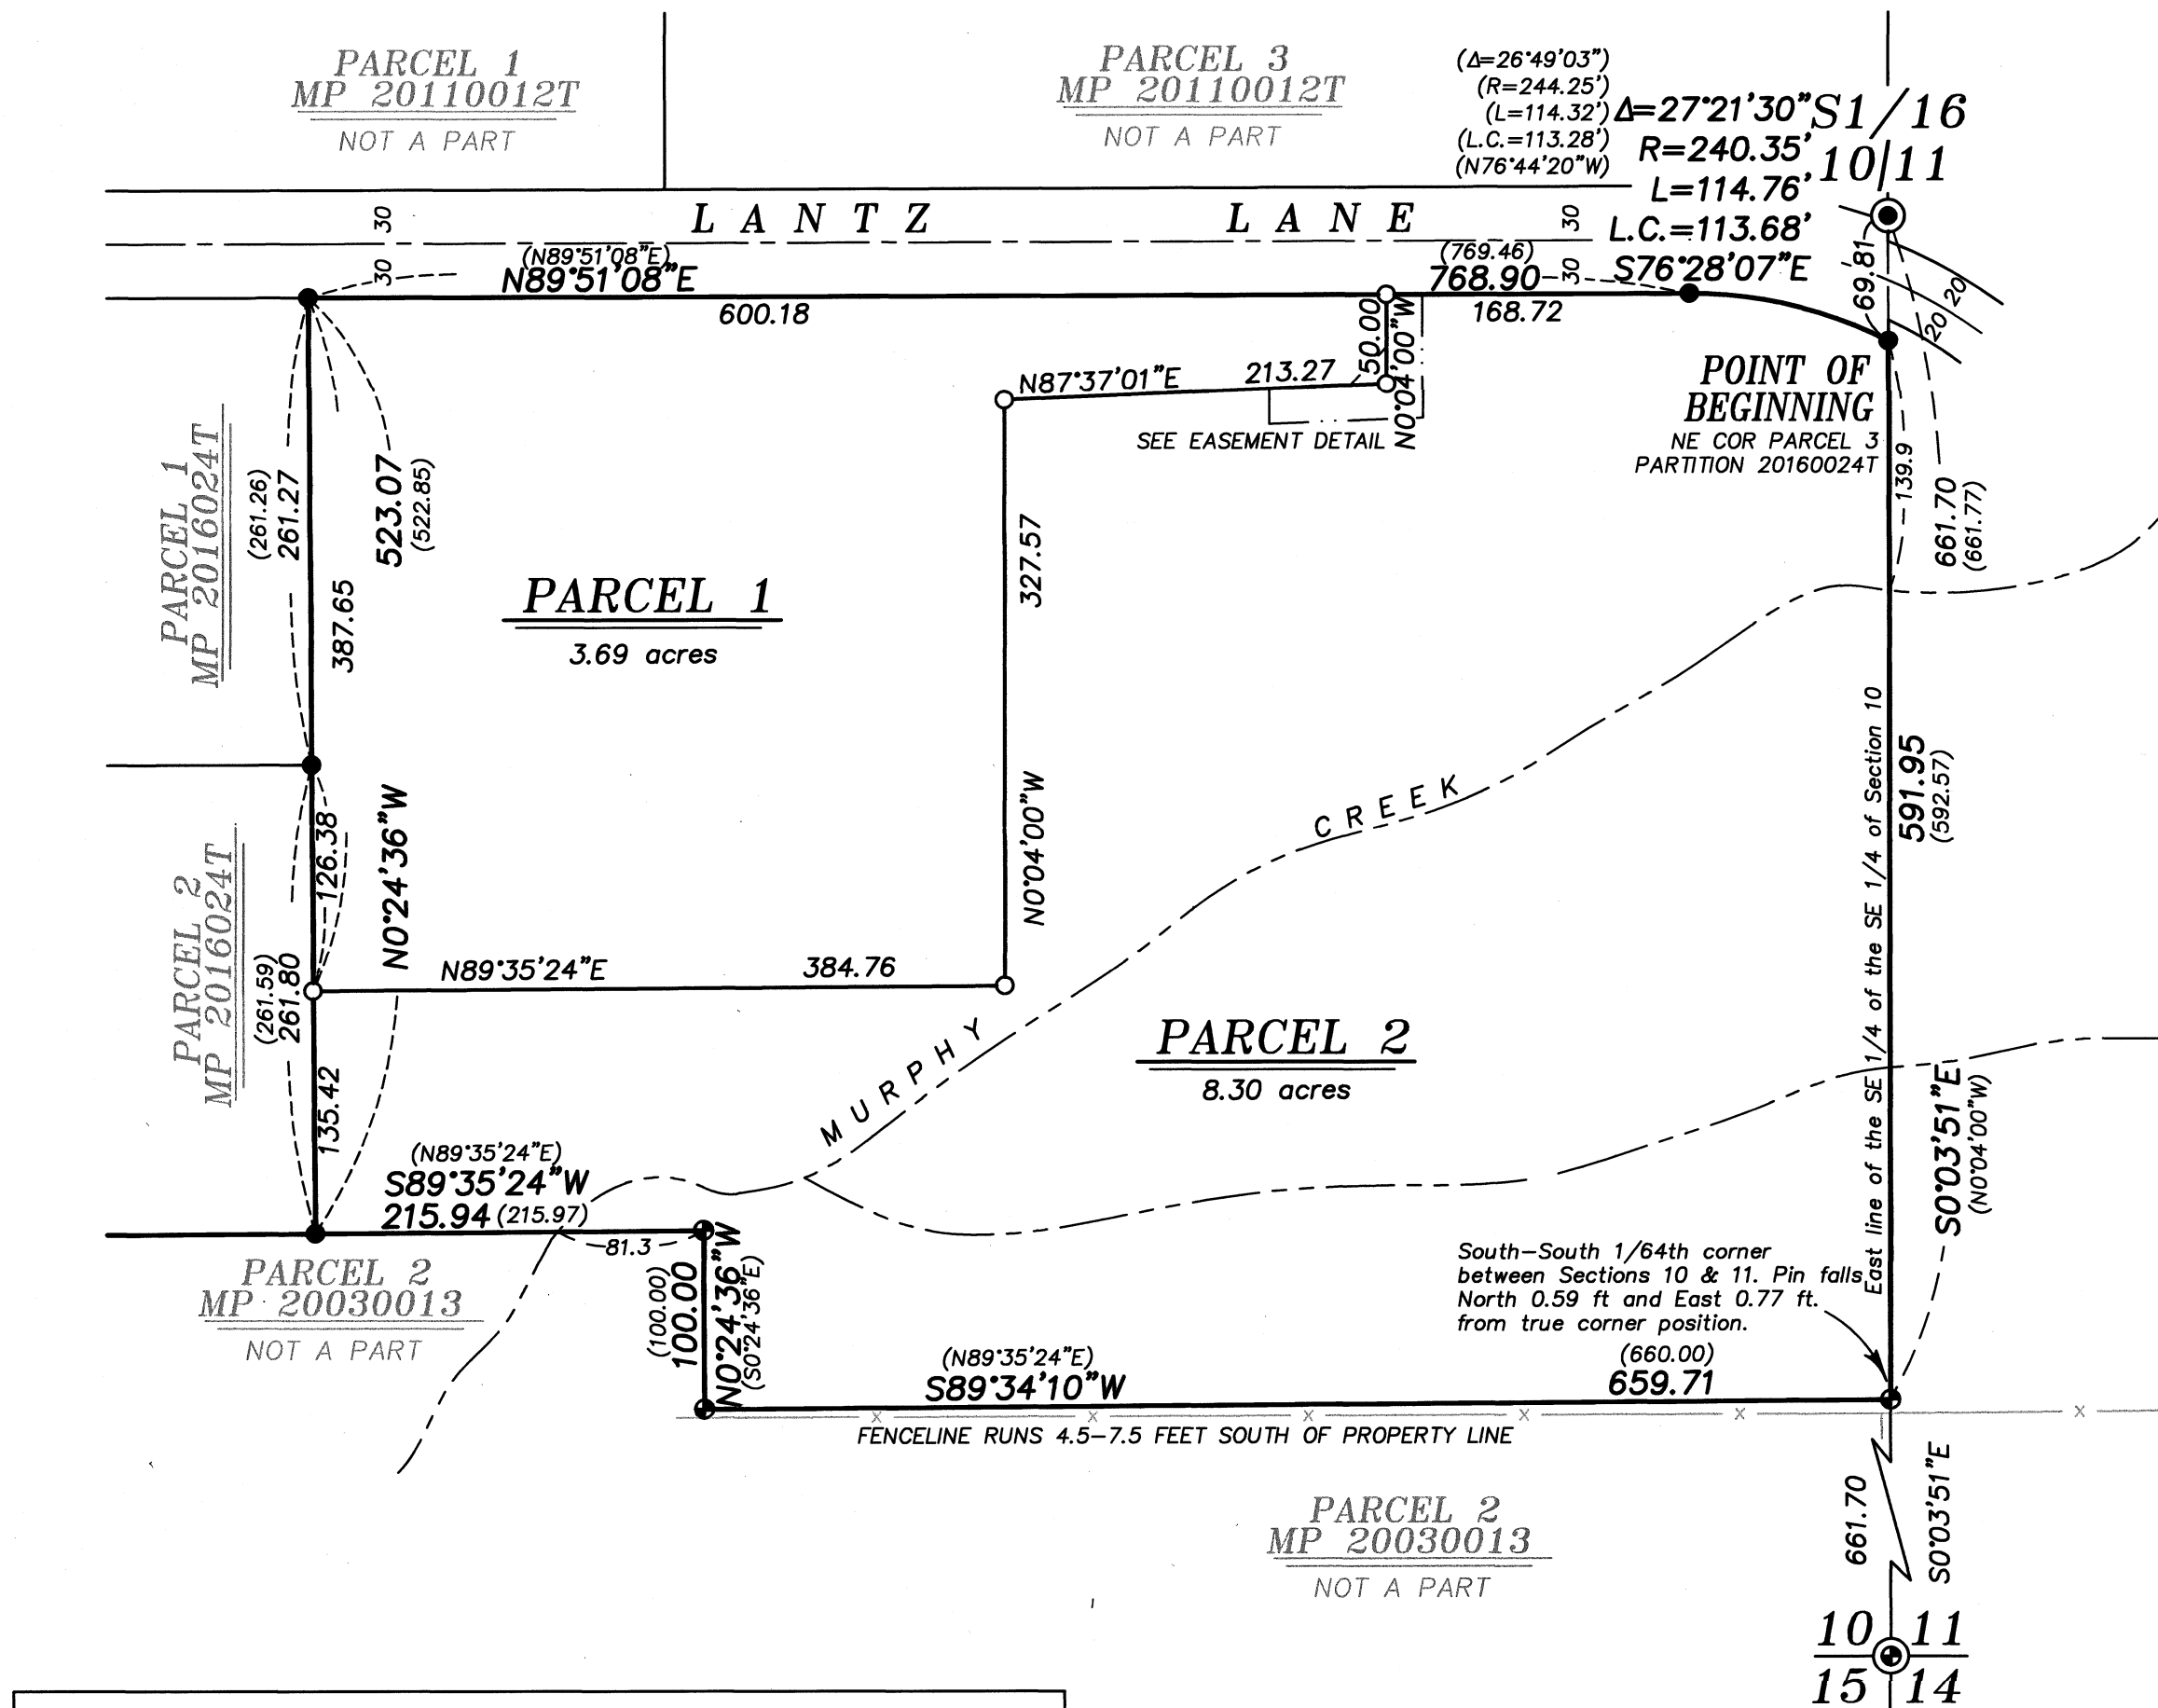 PARCEL 1
MP 20110012T
NOT A PART
PARCEL 3
MP 20110012T
NOT A PART
(Δ=26°49'03")
(R=244.25')
(L=114.32')
(L.C.=113.28')
(N76°44'20"W)
Δ=27°21'30"
R=240.35'
L=114.76'
L.C.=113.68'
S76°28'07"E
S1/16
10|11
30
LANTZ LANE
30
30
(N89°51'08"E)
N89°51'08"E
(769.46)
768.90
30
600.18
168.72
69.81
20
20
50.00
N0°04'00"W
N87°37'01"E
213.27
SEE EASEMENT DETAIL
POINT OF
BEGINNING
NE COR PARCEL 3
PARTITION 20160024T
139.9
661.70
(661.77)
PARCEL 1
MP 2016024T
(261.26)
261.27
523.07
(522.85)
387.65
PARCEL 1
3.69 acres
327.57
N0°04'00"W
East line of the SE 1/4 of the SE 1/4 of Section 10
591.95
(592.57)
CREEK
PARCEL 2
MP 2016024T
126.38
N0°24'36"W
(261.59)
261.80
N89°35'24"E
384.76
135.42
MURPHY
PARCEL 2
8.30 acres
S0°03'51"E
(N0°04'00"W)
(N89°35'24"E)
S89°35'24"W
215.94 (215.97)
81.3
PARCEL 2
MP 20030013
NOT A PART
(100.00)
100.00
N0°24'36"W
(S0°24'36"E)
South-South 1/64th corner
between Sections 10 & 11. Pin falls
North 0.59 ft and East 0.77 ft.
from true corner position.
(N89°35'24"E)
S89°34'10"W
(660.00)
659.71
x x x x x x
FENCELINE RUNS 4.5-7.5 FEET SOUTH OF PROPERTY LINE
PARCEL 2
MP 20030013
NOT A PART
661.70
S0°03'51"E
10 11
15 14